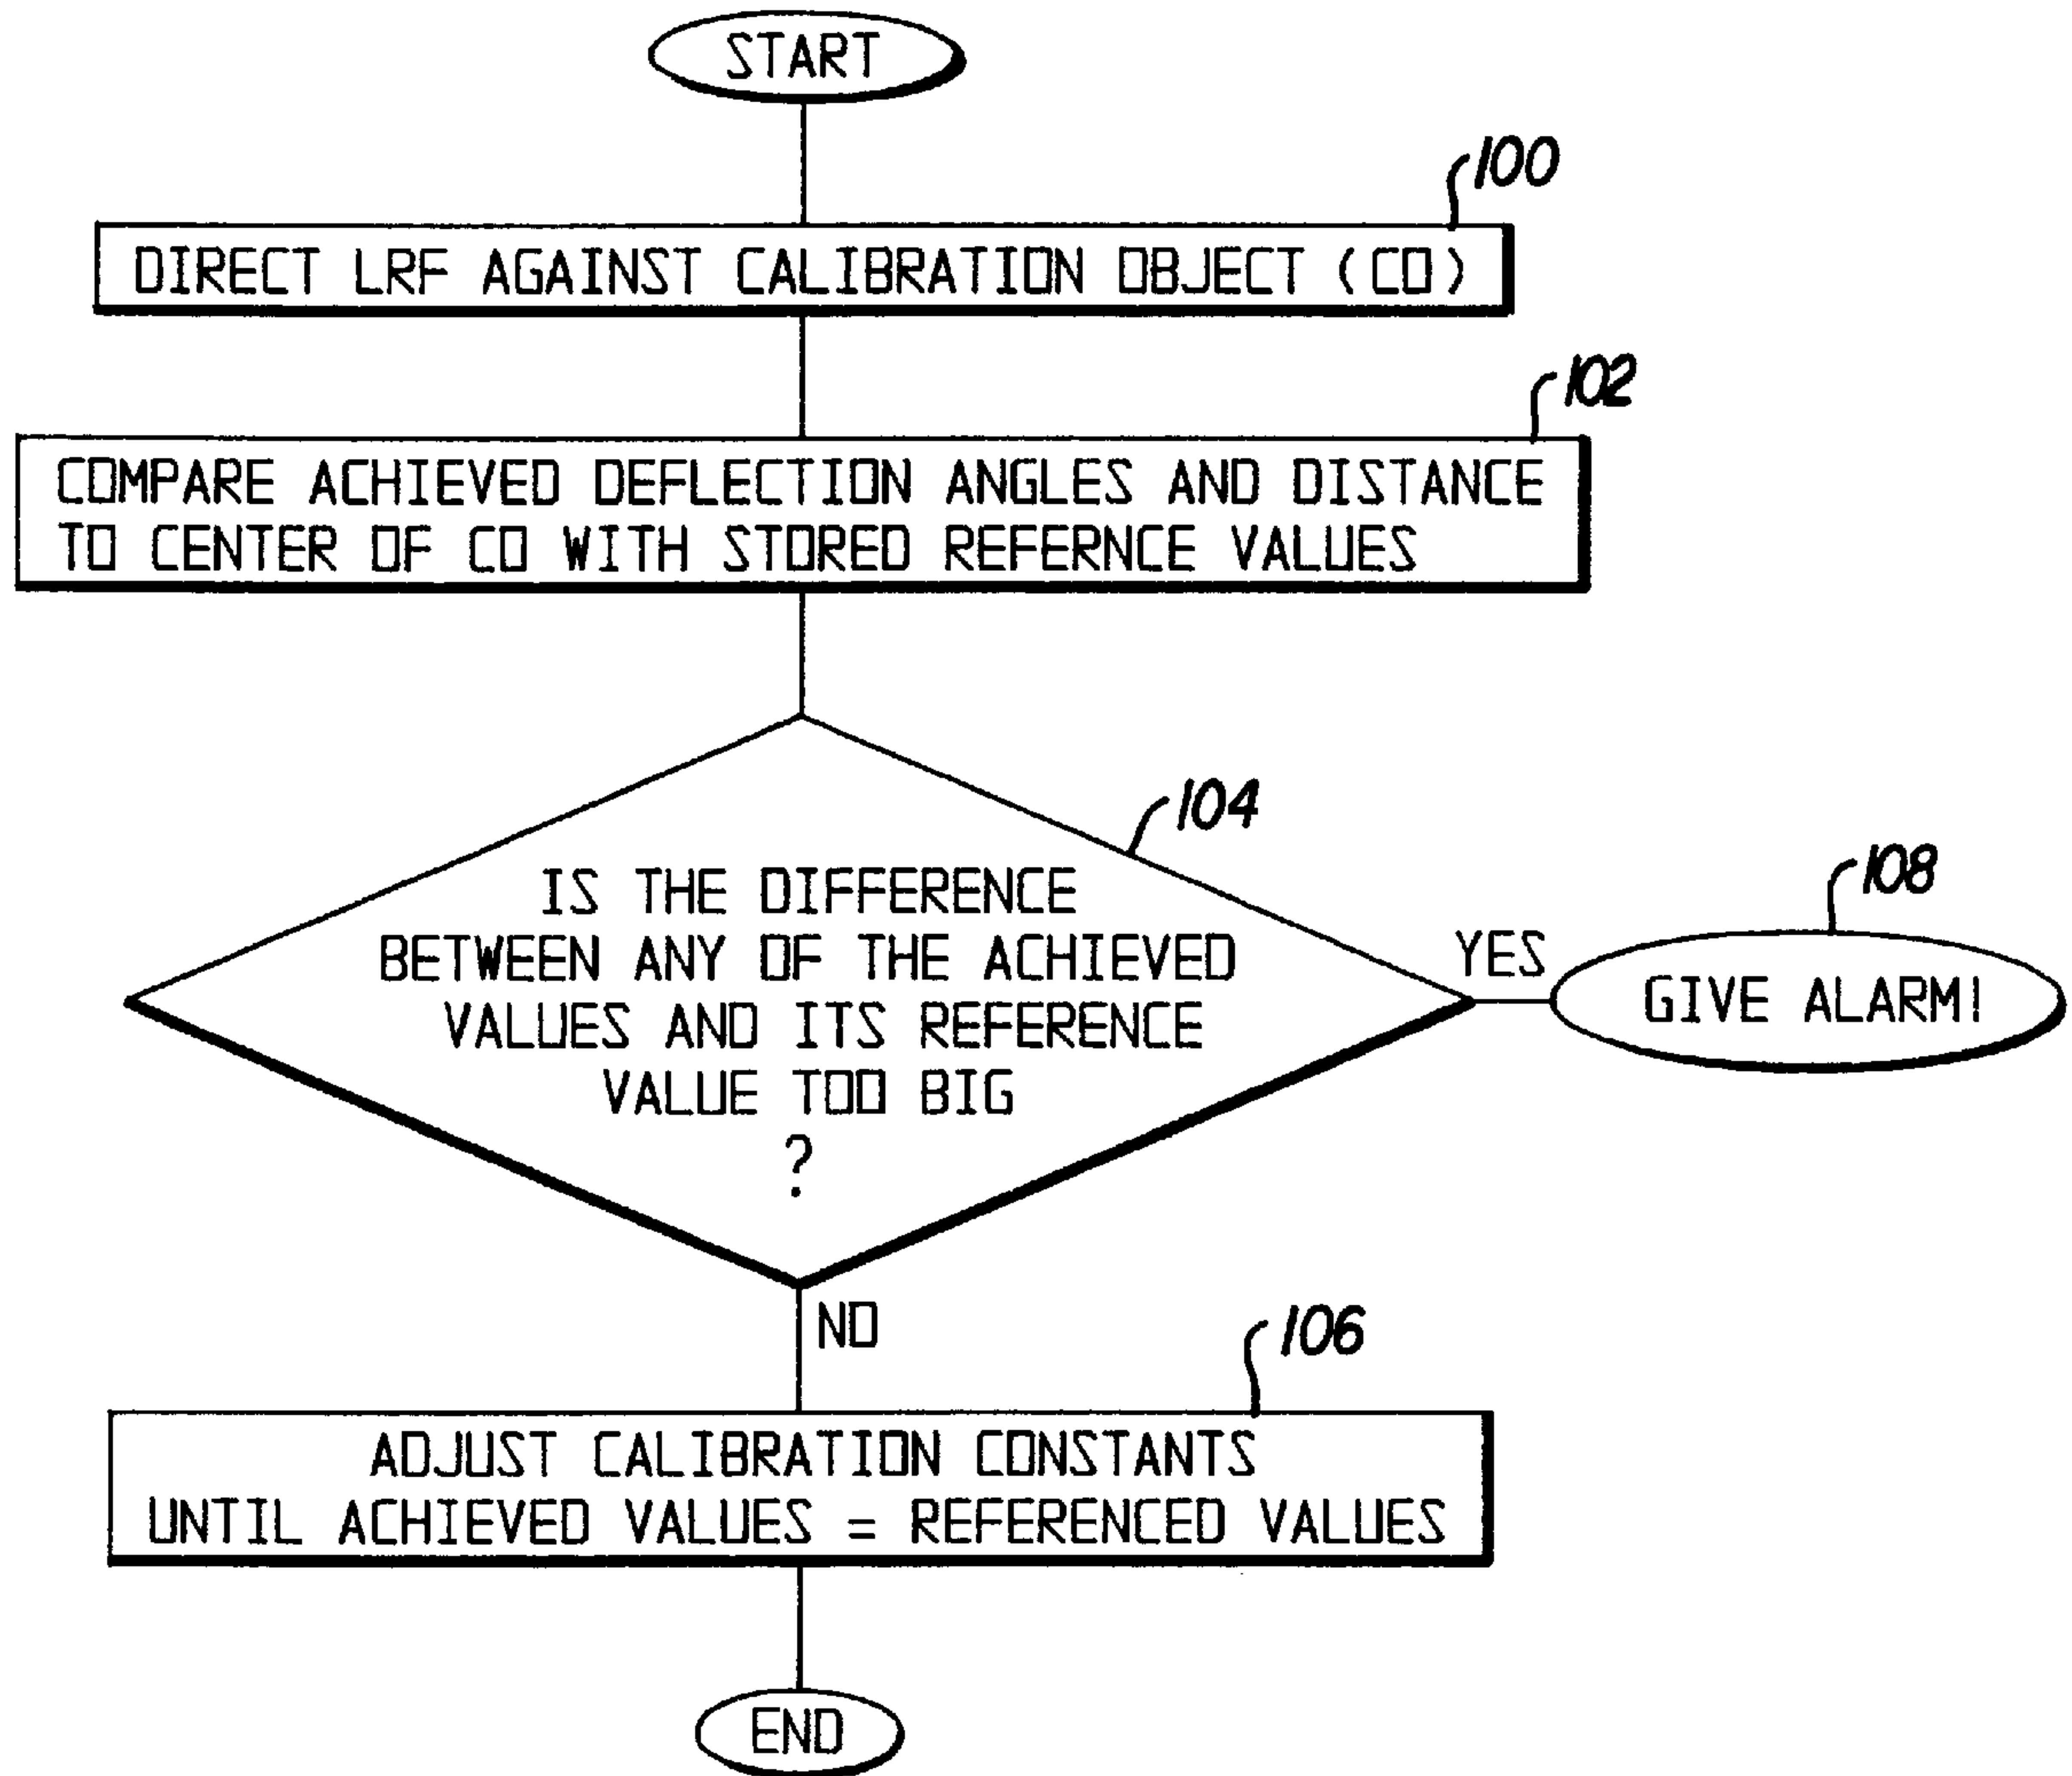 START
100
DIRECT LRF AGAINST CALIBRATION OBJECT (CO)
102
COMPARE ACHIEVED DEFLECTION ANGLES AND DISTANCE
TO CENTER OF CO WITH STORED REFERNCE VALUES
104
IS THE DIFFERENCE
BETWEEN ANY OF THE ACHIEVED
VALUES AND ITS REFERENCE
VALUE TOO BIG
?
YES
108
GIVE ALARM!
NO
106
ADJUST CALIBRATION CONSTANTS
UNTIL ACHIEVED VALUES = REFERENCED VALUES
END